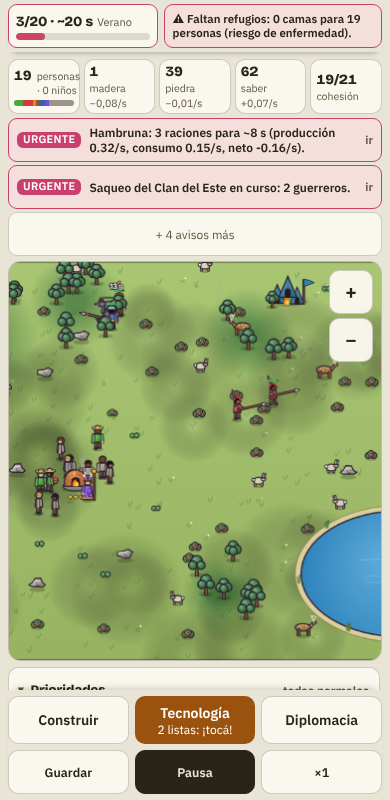 3/20 · ~20 s Verano
⚠ Faltan refugios: 0 camas para 19
personas (riesgo de enfermedad).
19 personas
· 0 niños
1
madera
−0,08/s
39
piedra
−0,01/s
62
saber
+0,07/s
19/21
cohesión
URGENTE Hambruna: 3 raciones para ~8 s (producción
0.32/s, consumo 0.15/s, neto -0.16/s). ir
URGENTE Saqueo del Clan del Este en curso: 2 guerreros. ir
+ 4 avisos más
+
−
▼ Prioridades todas normales
Construir
Tecnología
2 listas: ¡tocá!
Diplomacia
Guardar
Pausa
×1